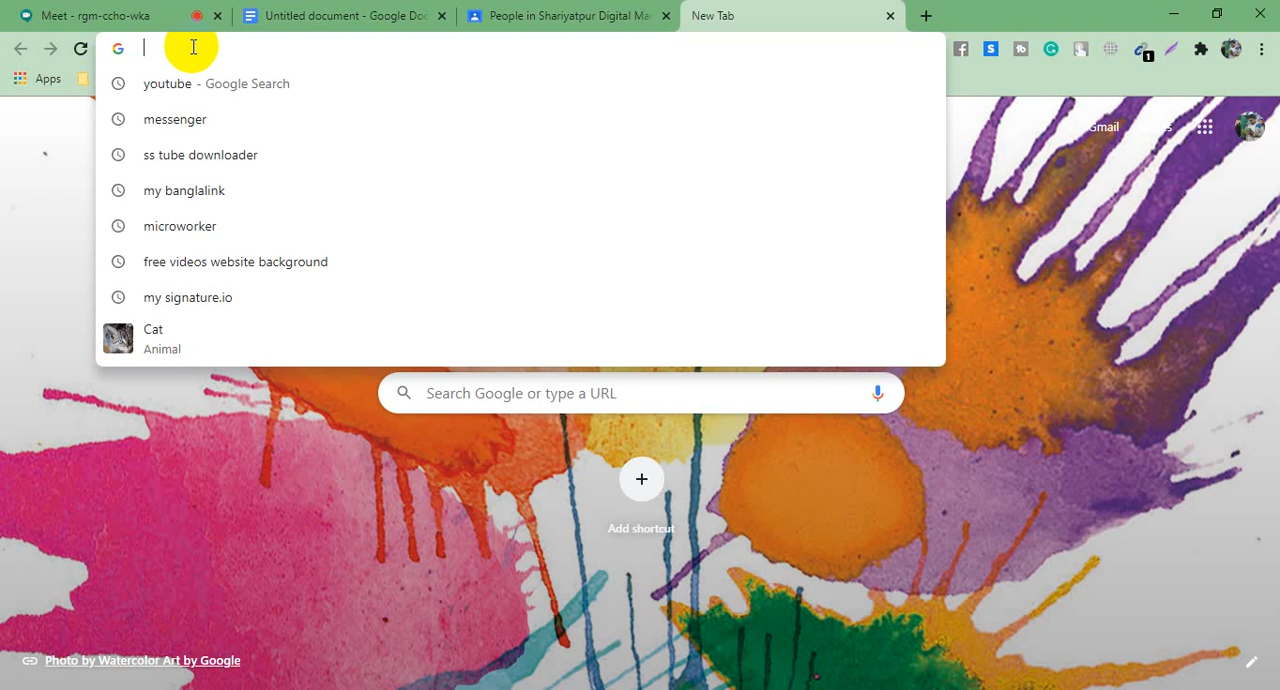 Meet - rgm-ccho-wka
Untitled document - Google Doc
People in Shariyatpur Digital Mar
New Tab
1
Apps
youtube - Google Search
messenger
ss tube downloader
my banglalink
microworker
free videos website background
my signature.io
Cat
Animal
Gmail
Search Google or type a URL
Add shortcut
Photo by Watercolor Art by Google